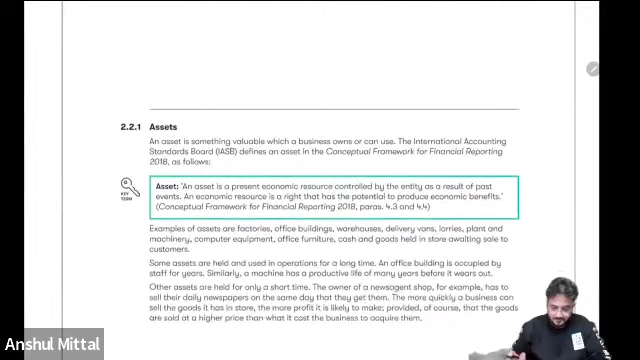 2.2.1 Assets
An asset is something valuable which a business owns or can use. The International Accounting
Standards Board (IASB) defines an asset in the Conceptual Framework for Financial Reporting
2018, as follows:
KEY
TERM
Asset: 'An asset is a present economic resource controlled by the entity as a result of past
events. An economic resource is a right that has the potential to produce economic benefits.'
(Conceptual Framework for Financial Reporting 2018, paras. 4.3 and 4.4)
Examples of assets are factories, office buildings, warehouses, delivery vans, lorries, plant and
machinery, computer equipment, office furniture, cash and goods held in store awaiting sale to
customers.
Some assets are held and used in operations for a long time. An office building is occupied by
staff for years. Similarly, a machine has a productive life of many years before it wears out.
Other assets are held for only a short time. The owner of a newsagent shop, for example, has to
sell their daily newspapers on the same day that they get them. The more quickly a business can
sell the goods it has in store, the more profit it is likely to make; provided, of course, that the goods
are sold at a higher price than what it cost the business to acquire them.
Anshul Mittal